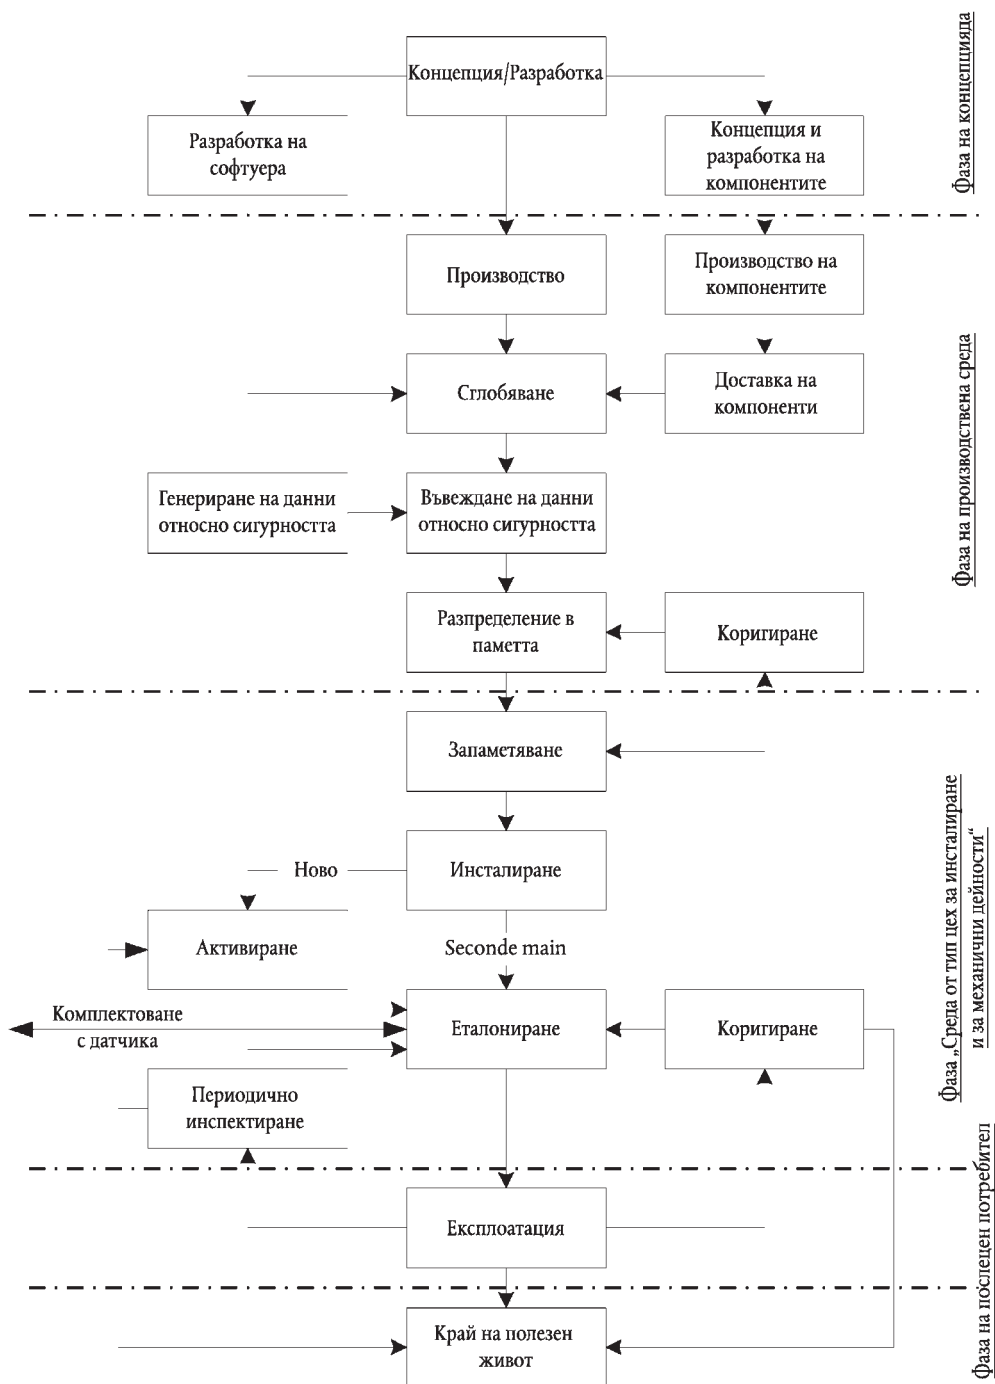 Концепция/Разработка
Разработка на
софтуера
Концепция и
разработка на
компонентите
Фаза на концепцияда
Производство
Производство на
компонентите
Сглобяване
Доставка на
компоненти
Генериране на данни
относно сигурността
Въвеждане на данни
относно сигурността
Разпределение в
паметта
Коригиране
Фаза на производствена среда
Запаметяване
Ново
Инсталиране
Активиране
Seconde main
Комплектоване
с датчика
Еталониране
Коригиране
Периодично
инспектиране
Фаза „Среда от тип цех за инсталиране
и за механични дейности“
Експлоатация
Край на полезен
живот
Фаза на послецен потребител